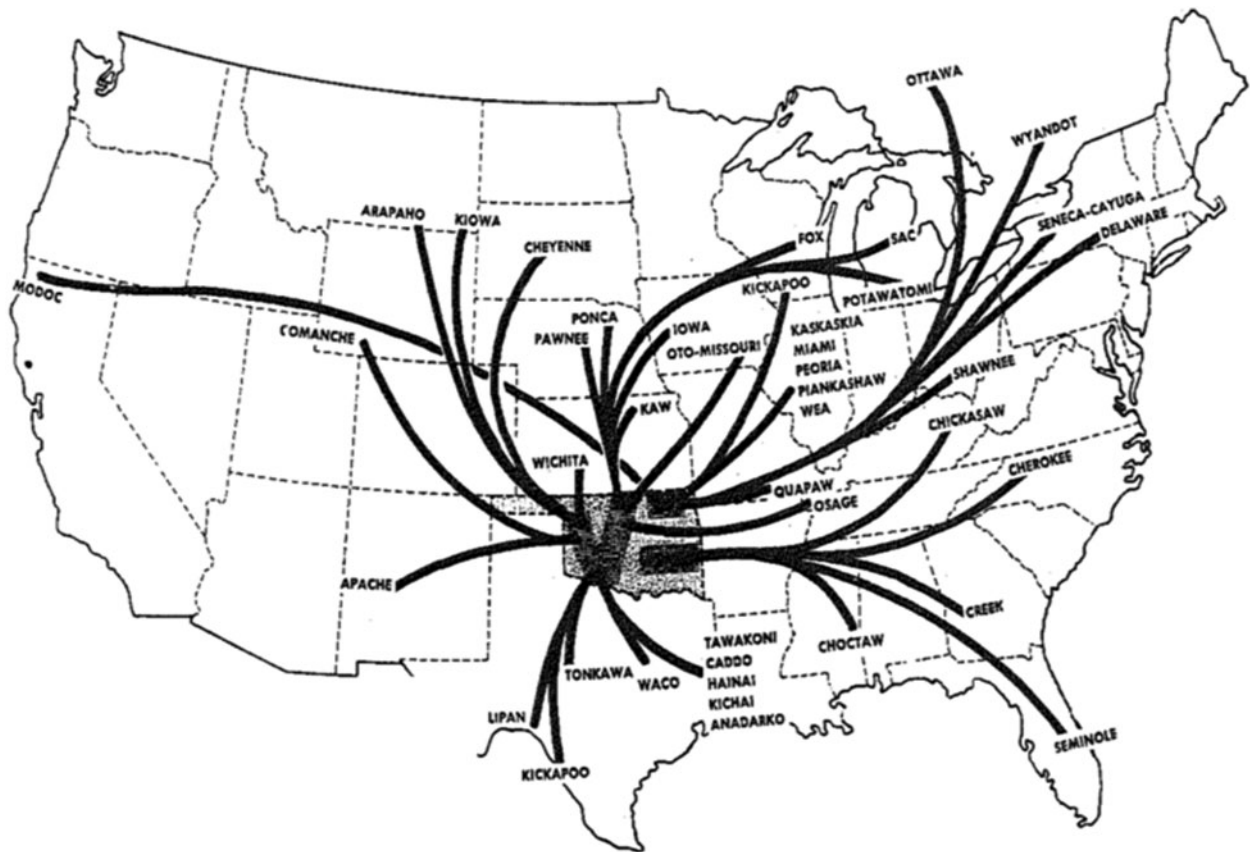 OTTAWA
WYANDOT
ARAPAHO
KIOWA
SENECA-CAYUGA
DELAWARE
CHEYENNE
FOX
SAC
MODOC
KICKAPOO
POTAWATOMI
COMANCHE
PONCA
PAWNEE
IOWA
OTO-MISSOURI
KASKASKIA
MIAMI
PEORIA
PIANKASHAW
WEA
SHAWNEE
KAW
CHICKASAW
WICHITA
CHEROKEE
QUAPAW
OSAGE
APACHE
CREEK
CHOCTAW
TONKAWA
WACO
TAWAKONI
CADDO
HAINAI
KICHAI
ANADARKO
LIPAN
SEMINOLE
KICKAPOO